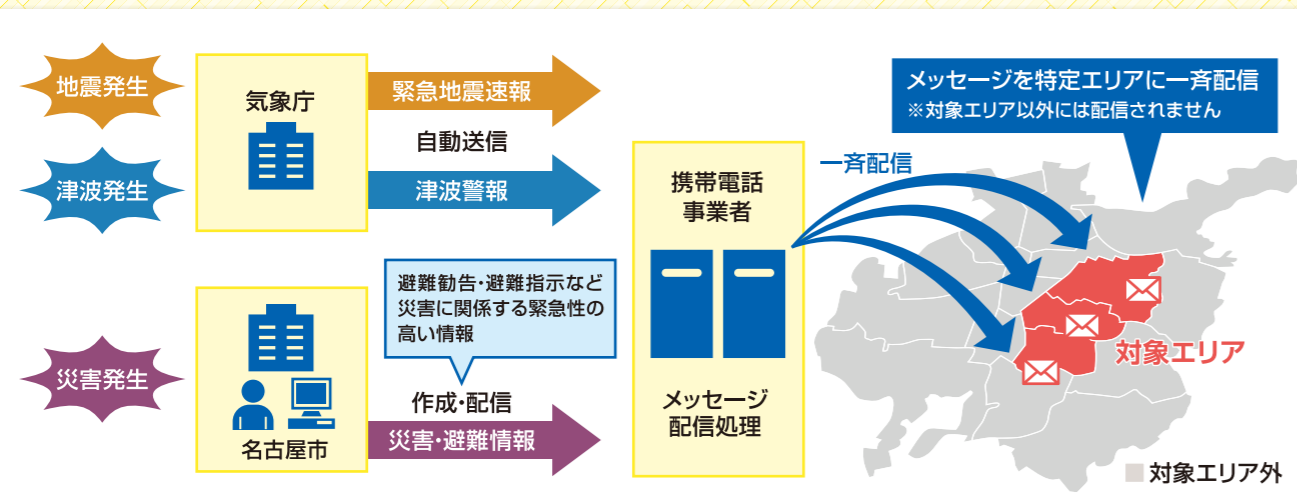 地震発生
気象庁
緊急地震速報
自動送信
津波発生
津波警報
災害発生
名古屋市
避難勧告・避難指示など
災害に関係する緊急性の
高い情報
作成・配信
災害・避難情報
携帯電話
事業者
メッセージ
配信処理
一斉配信
メッセージを特定エリアに一斉配信
※対象エリア以外には配信されません
対象エリア
対象エリア外